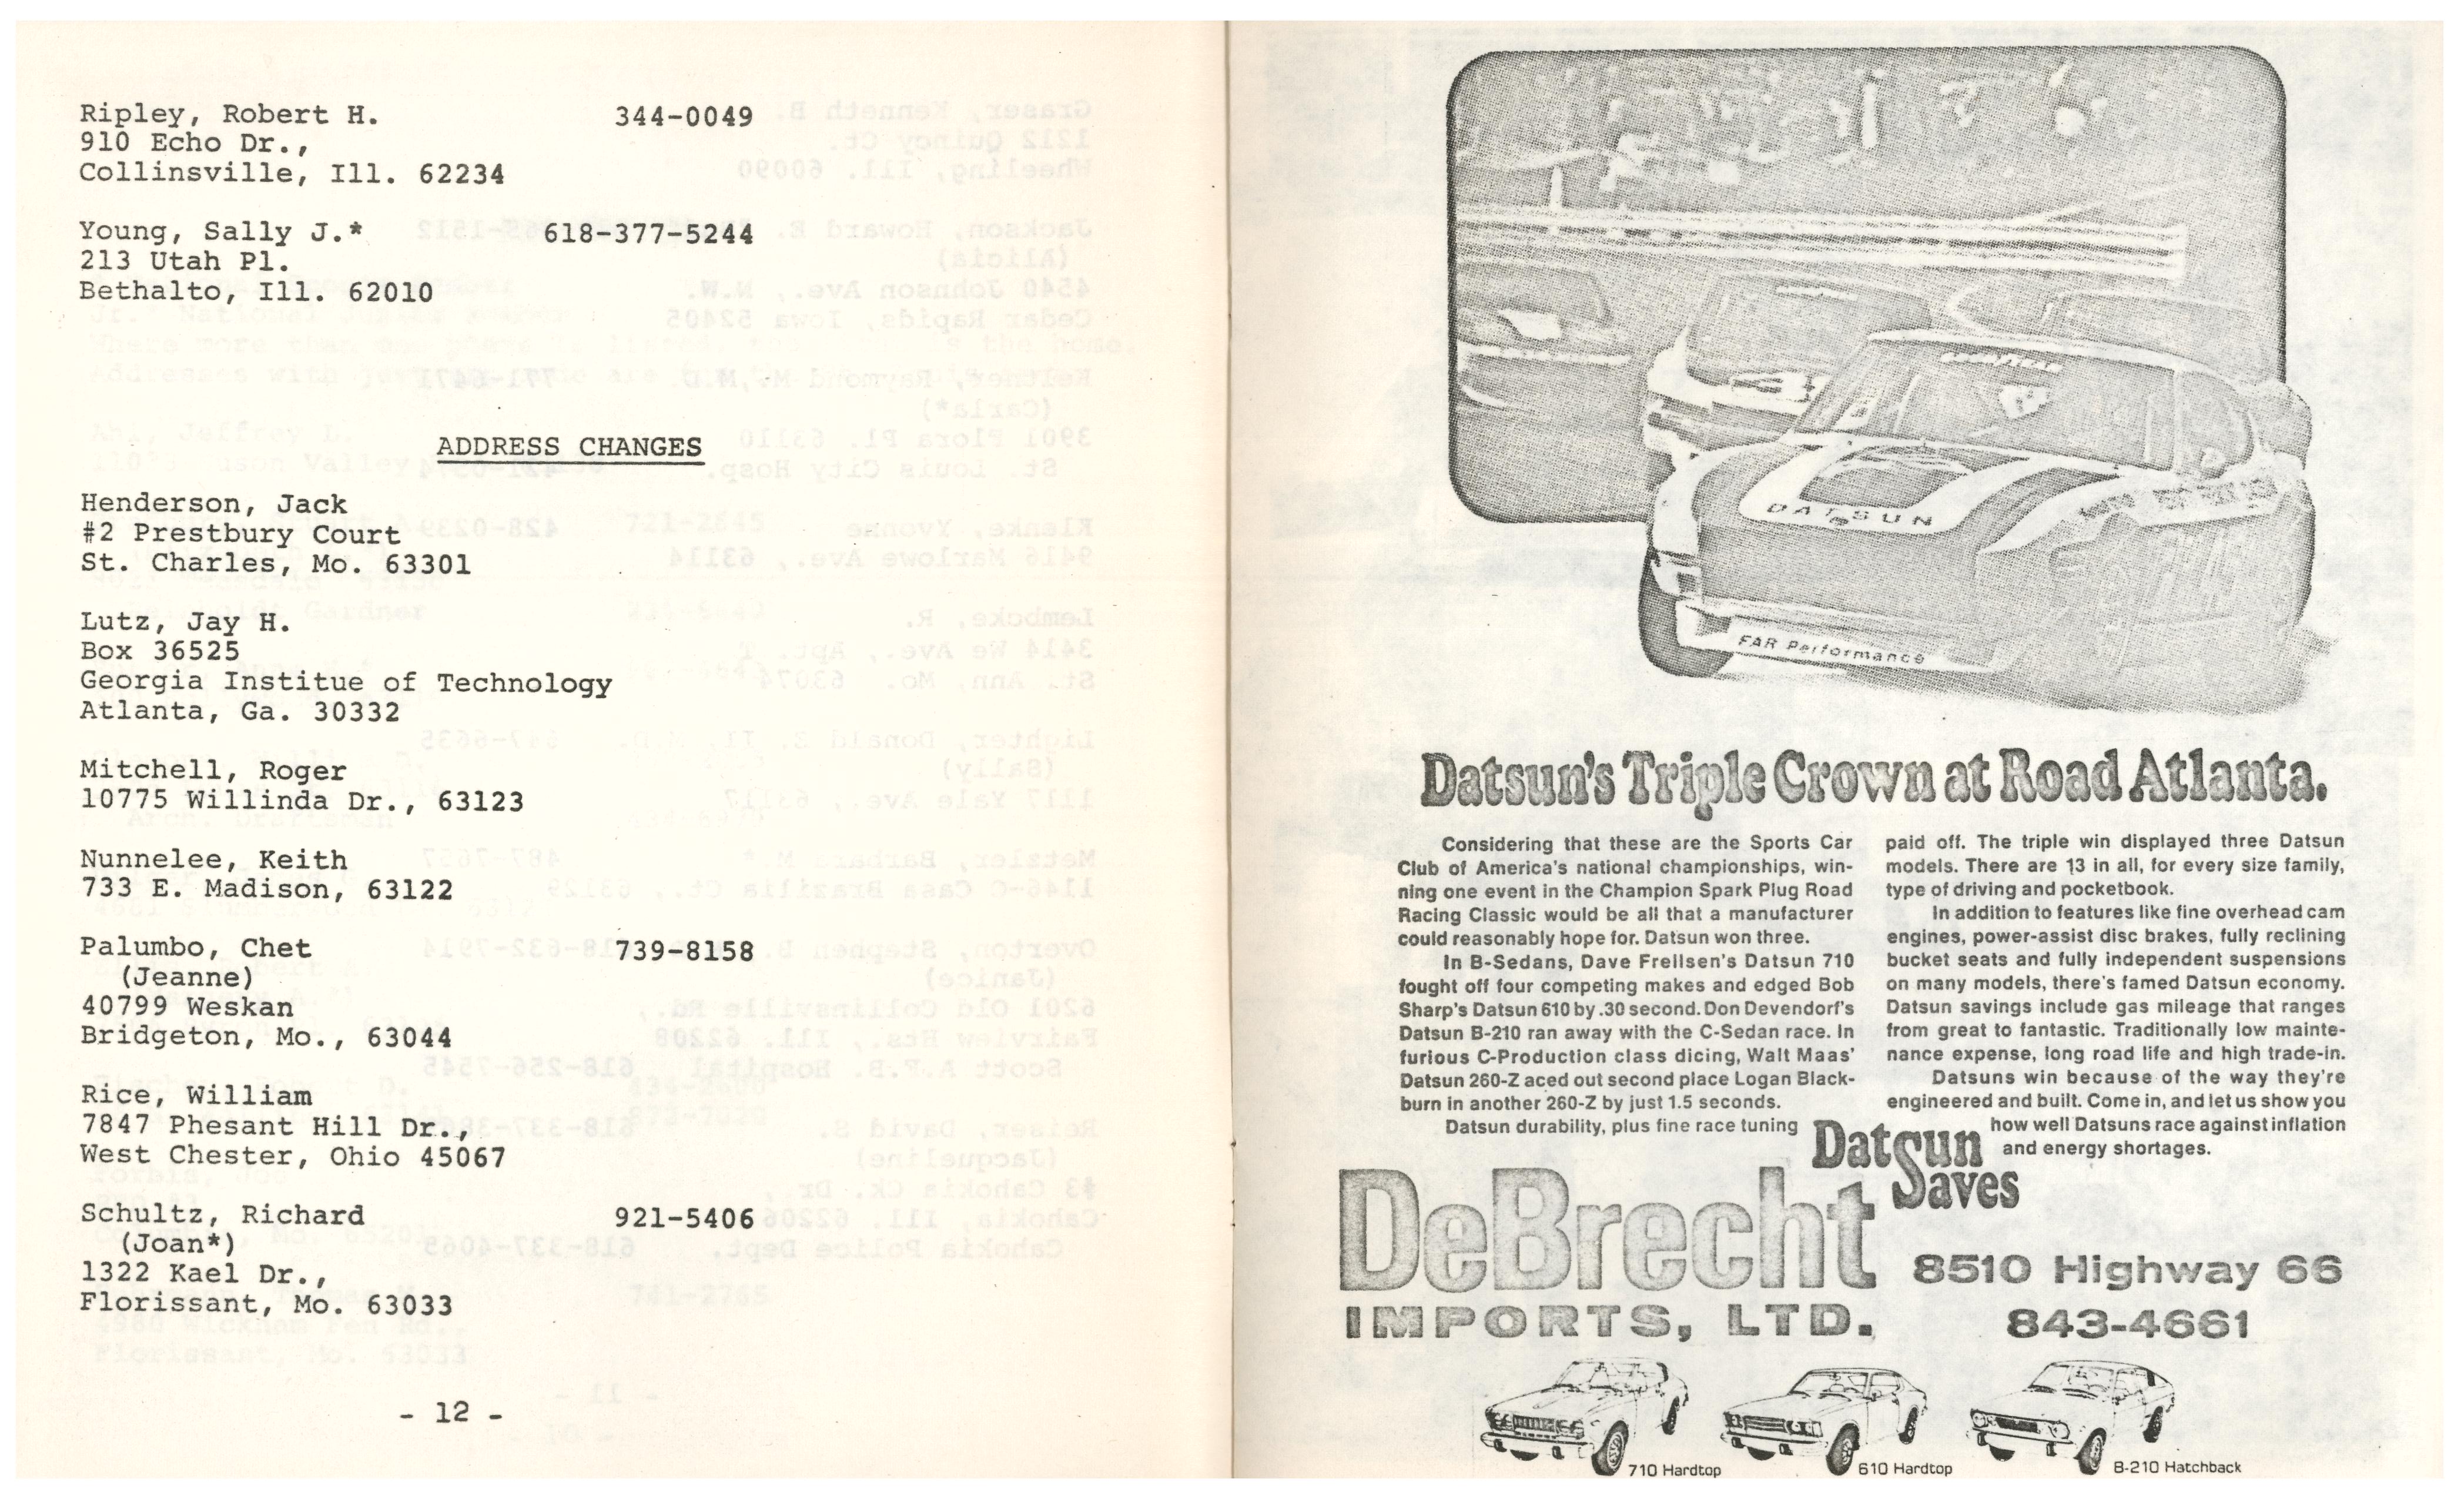 Ripley, Robert H. 344-0049
910 Echo Dr.,
Collinsville, Ill. 62234
Young, Sally J.* 618-377-5244
213 Utah Pl.
Bethalto, Ill. 62010
ADDRESS CHANGES
Henderson, Jack
#2 Prestbury Court
St. Charles, Mo. 63301
Lutz, Jay H.
Box 36525
Georgia Institue of Technology
Atlanta, Ga. 30332
Mitchell, Roger
10775 Willinda Dr., 63123
Nunnelee, Keith
733 E. Madison, 63122
Palumbo, Chet 739-8158
(Jeanne)
40799 Weskan
Bridgeton, Mo., 63044
Rice, William
7847 Phesant Hill Dr.,
West Chester, Ohio 45067
Schultz, Richard 921-5406
(Joan*)
1322 Kael Dr.,
Florissant, Mo. 63033
- 12 -
DATSUN
FAR Performance
Datsun's Triple Crown at Road Atlanta.
Considering that these are the Sports Car
Club of America's national championships, win-
ning one event in the Champion Spark Plug Road
Racing Classic would be all that a manufacturer
could reasonably hope for. Datsun won three.
In B-Sedans, Dave Freilsen's Datsun 710
fought off four competing makes and edged Bob
Sharp's Datsun 610 by .30 second. Don Devendorf's
Datsun B-210 ran away with the C-Sedan race. In
furious C-Production class dicing, Walt Maas'
Datsun 260-Z aced out second place Logan Black-
burn in another 260-Z by just 1.5 seconds.
Datsun durability, plus fine race tuning
paid off. The triple win displayed three Datsun
models. There are 13 in all, for every size family,
type of driving and pocketbook.
In addition to features like fine overhead cam
engines, power-assist disc brakes, fully reclining
bucket seats and fully independent suspensions
on many models, there's famed Datsun economy.
Datsun savings include gas mileage that ranges
from great to fantastic. Traditionally low mainte-
nance expense, long road life and high trade-in.
Datsuns win because of the way they're
engineered and built. Come in, and let us show you
how well Datsuns race against inflation
and energy shortages.
Datsun
Saves
DeBrecht
IMPORTS, LTD.
8510 Highway 66
843-4661
710 Hardtop
610 Hardtop
B-210 Hatchback